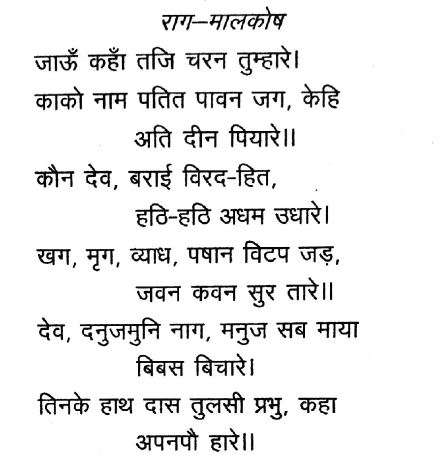 राग–मालकोष
जाऊँ कहाँ तजि चरन तुम्हारे।
काको नाम पतित पावन जग, केहि
अति दीन पियारे॥
कौन देव, बराई विरद-हित,
हठि-हठि अधम उधारे।
खग, मृग, व्याध, पषान विटप जड़,
जवन कवन सुर तारे॥
देव, दनुजमुनि नाग, मनुज सब माया
बिबस बिचारे।
तिनके हाथ दास तुलसी प्रभु, कहा
अपनपौ हारे॥